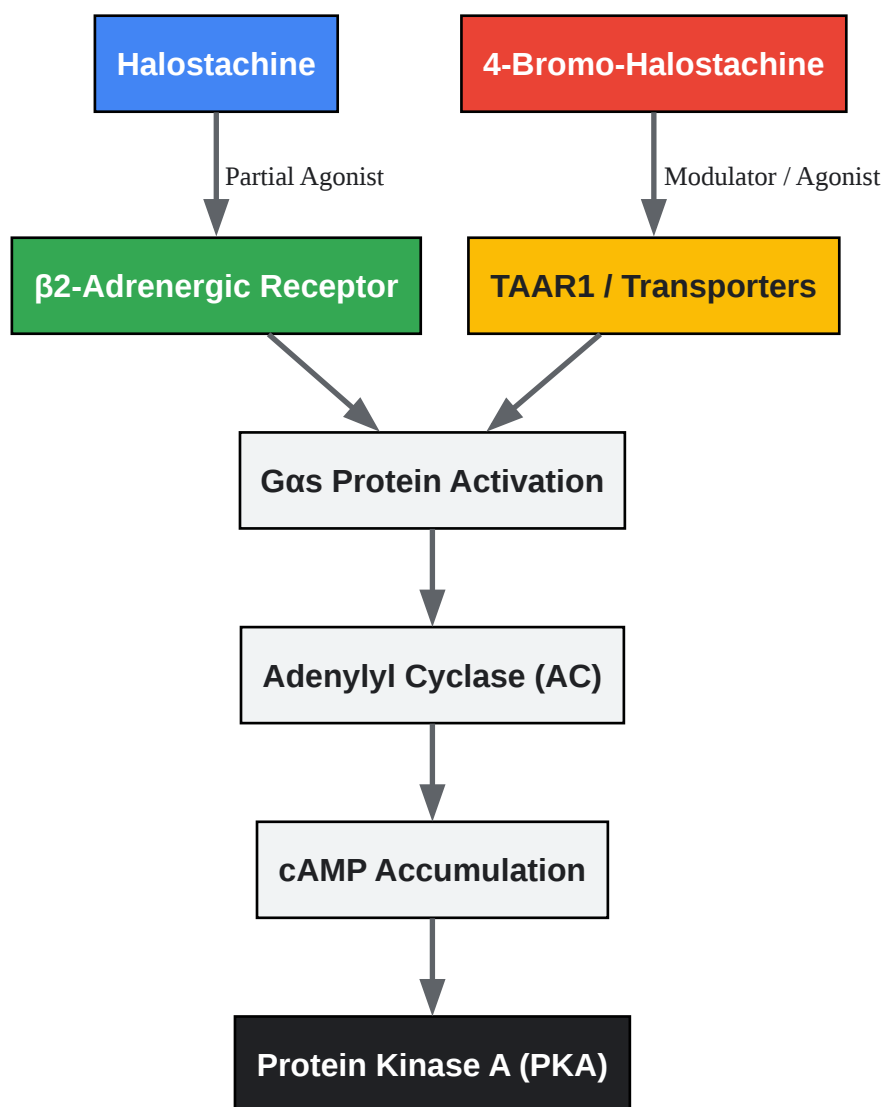 Halostachine
4-Bromo-Halostachine
Partial Agonist
Modulator / Agonist
β2-Adrenergic Receptor
TAAR1 / Transporters
Gαs Protein Activation
Adenylyl Cyclase (AC)
cAMP Accumulation
Protein Kinase A (PKA)